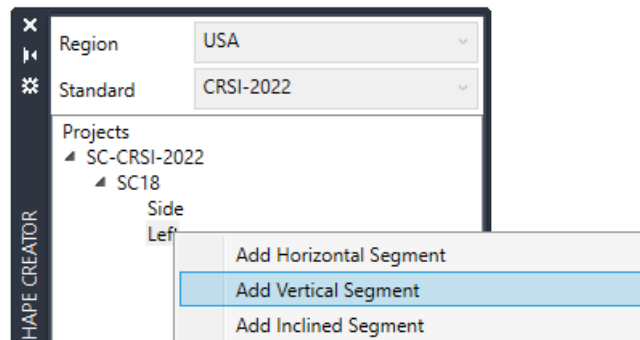 Region USA
Standard CRSI-2022
Projects
SC-CRSI-2022
SC18
Side
Left
Add Horizontal Segment
Add Vertical Segment
Add Inclined Segment
HAPE CREATOR